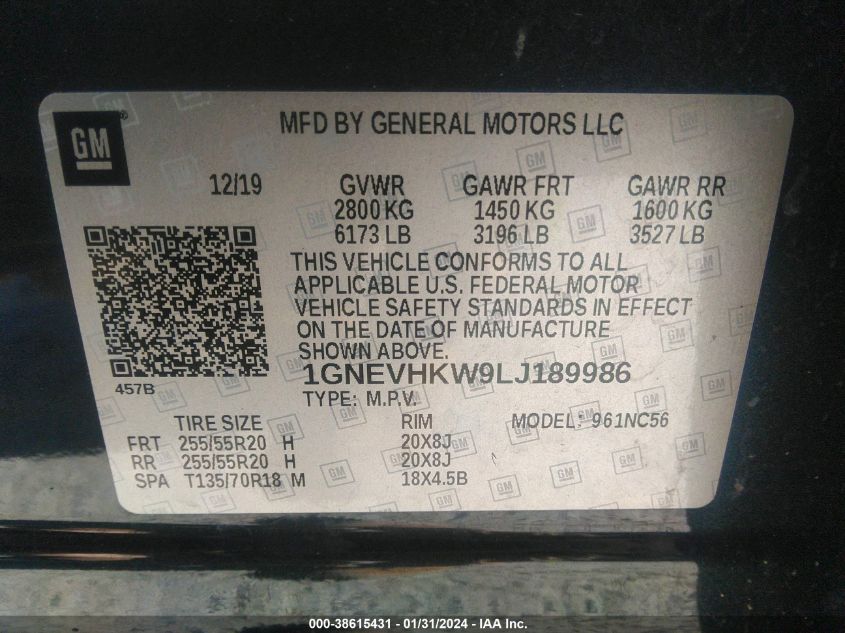 GM®
MFD BY GENERAL MOTORS LLC
12/19 GVWR GAWR FRT GAWR RR
2800 KG 1450 KG 1600 KG
6173 LB 3196 LB 3527 LB
THIS VEHICLE CONFORMS TO ALL
APPLICABLE U.S. FEDERAL MOTOR
VEHICLE SAFETY STANDARDS IN EFFECT
ON THE DATE OF MANUFACTURE
SHOWN ABOVE.
457B
1GNEVHKW9LJ189986
TYPE: M.P.V.
TIRE SIZE RIM MODEL: 961NC56
FRT 255/55R20 H 20X8J
RR 255/55R20 H 20X8J
SPA T135/70R18 M 18X4.5B
000-38615431 - 01/31/2024 - IAA Inc.